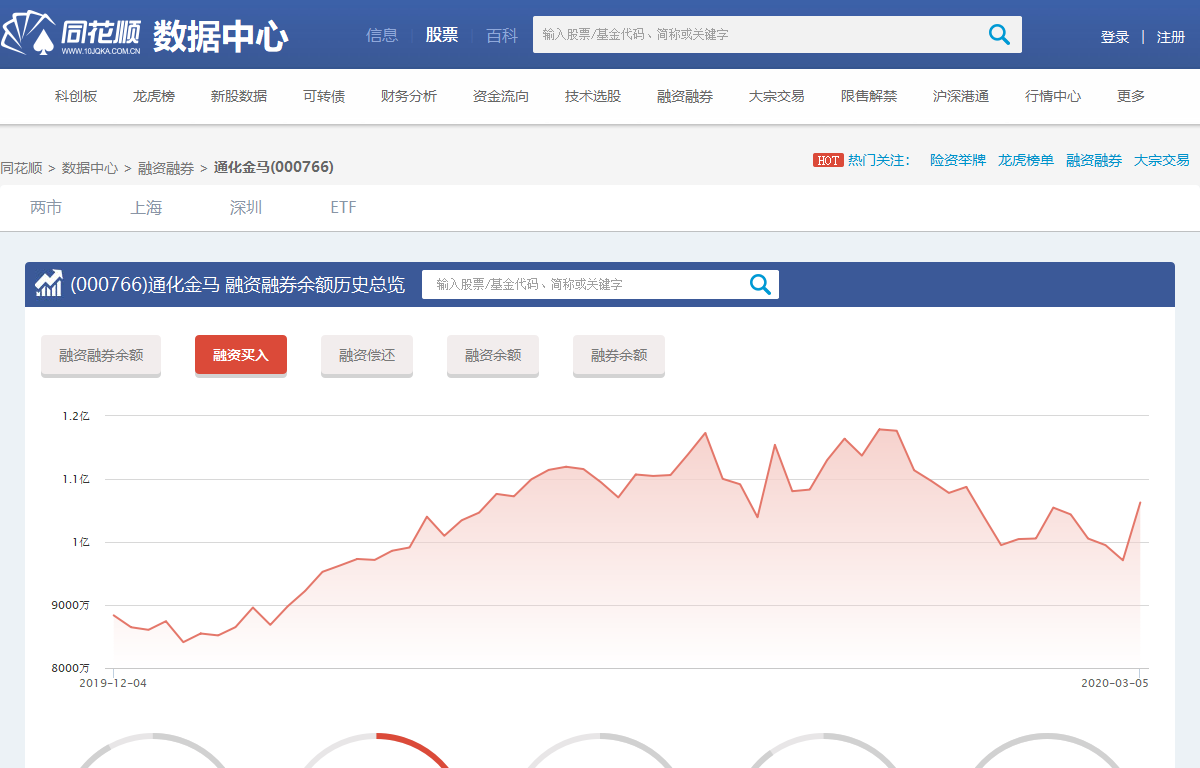 同花顺 数据中心
WWW.10JQKA.COM.CN
信息 股票 百科
输入股票/基金代码、简称或关键字
登录 | 注册
科创板 龙虎榜 新股数据 可转债 财务分析 资金流向 技术选股 融资融券 大宗交易 限售解禁 沪深港通 行情中心 更多
同花顺 > 数据中心 > 融资融券 > 通化金马(000766)
HOT 热门关注： 险资举牌 龙虎榜单 融资融券 大宗交易
两市 上海 深圳 ETF
(000766)通化金马 融资融券余额历史总览
输入股票/基金代码、简称或关键字
融资融券余额 融资买入 融资偿还 融资余额 融券余额
1.2亿
1.1亿
1亿
9000万
8000万
2019-12-04 2020-03-05